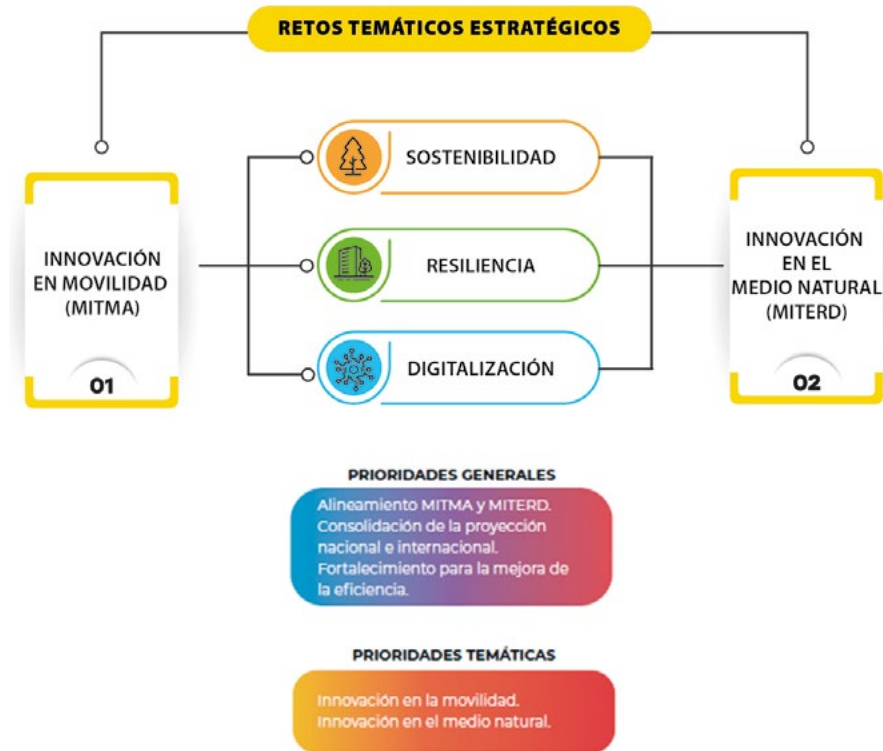 RETOS TEMÁTICOS ESTRATÉGICOS
INNOVACIÓN
EN MOVILIDAD
(MITMA)
01
SOSTENIBILIDAD
RESILIENCIA
DIGITALIZACIÓN
INNOVACIÓN
EN EL
MEDIO NATURAL
(MITERD)
02
PRIORIDADES GENERALES
Alineamiento MITMA y MITERD.
Consolidación de la proyección
nacional e internacional.
Fortalecimiento para la mejora de
la eficiencia.
PRIORIDADES TEMÁTICAS
Innovación en la movilidad.
Innovación en el medio natural.